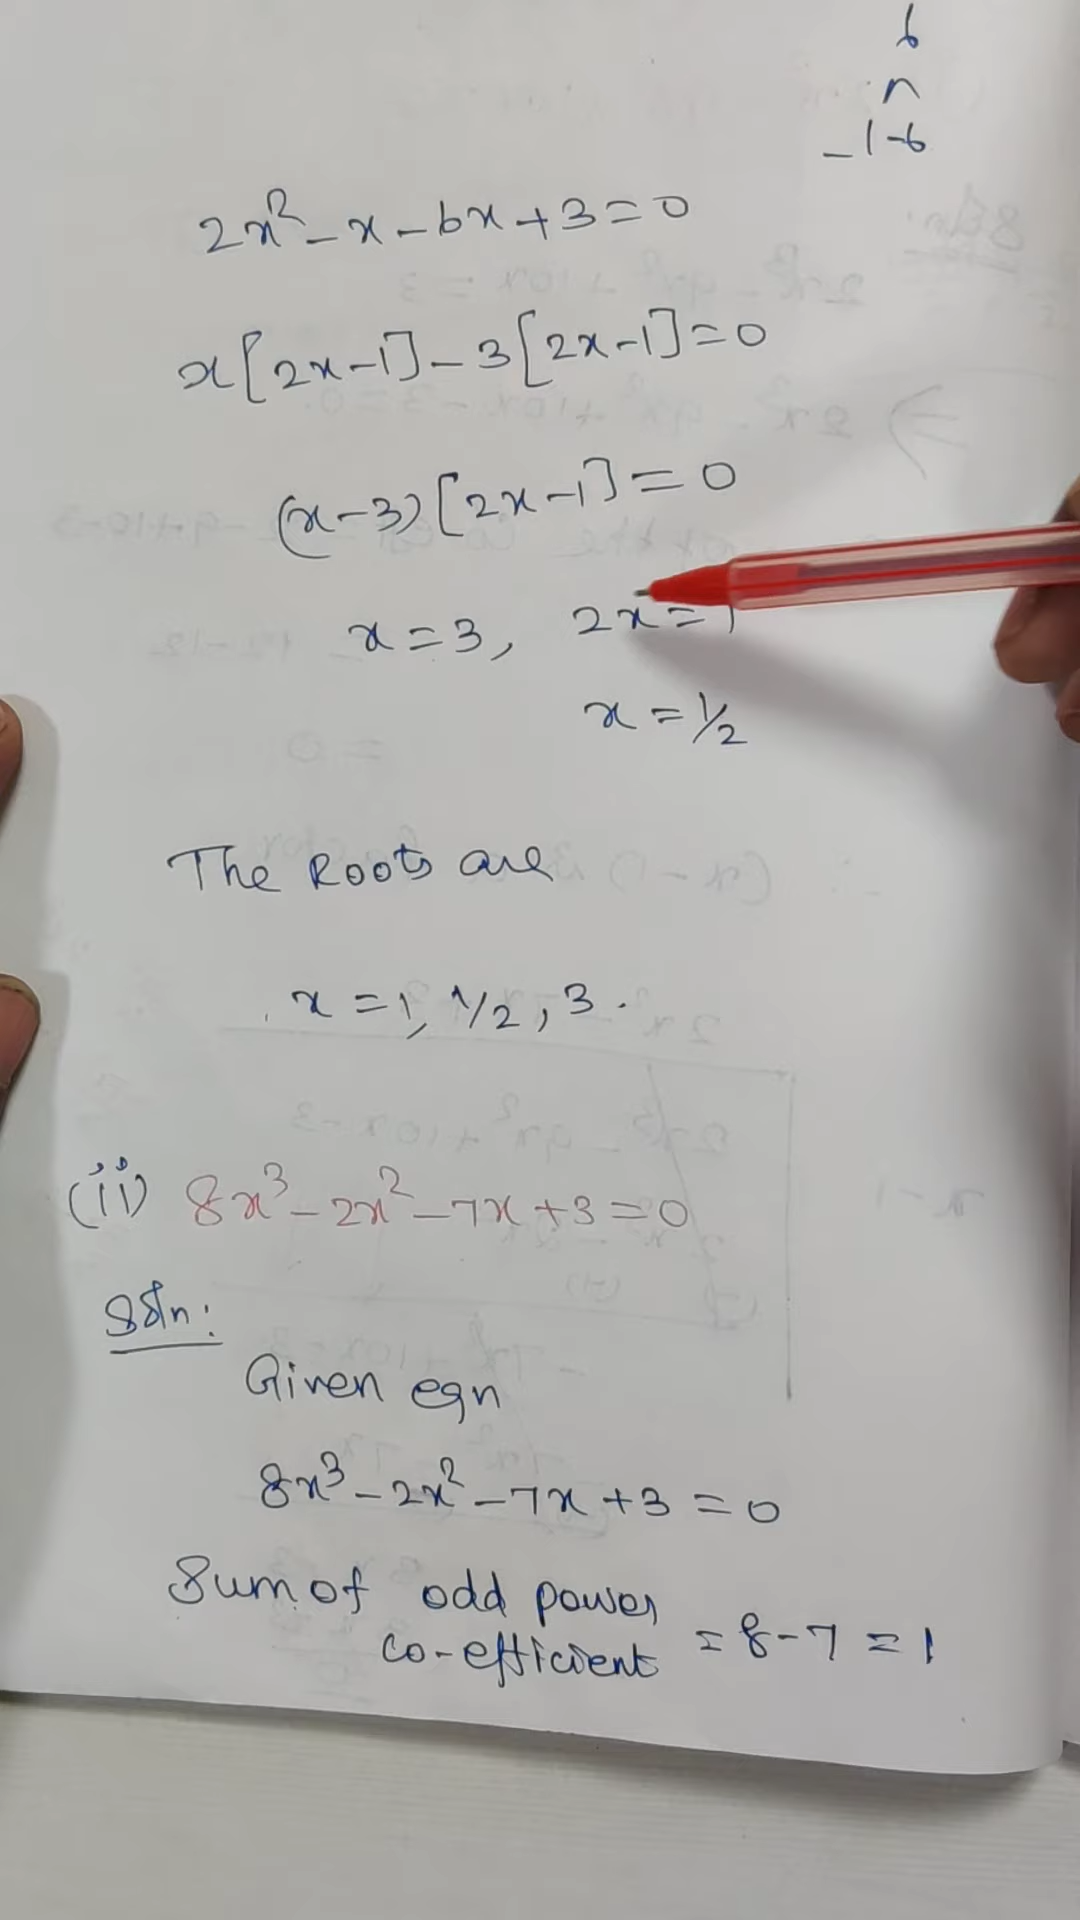 6
n
-1-6
2x² - x - 6x + 3 = 0
x[2x-1] - 3[2x-1] = 0
(x-3)[2x-1] = 0
x = 3, 2x = 1
x = 1/2
The Roots are
x = 1, 1/2, 3.
(ii) 8x³ - 2x² - 7x + 3 = 0
Soln:
Given eqn
8x³ - 2x² - 7x + 3 = 0
Sum of odd power
co-efficient = 8 - 7 = 1